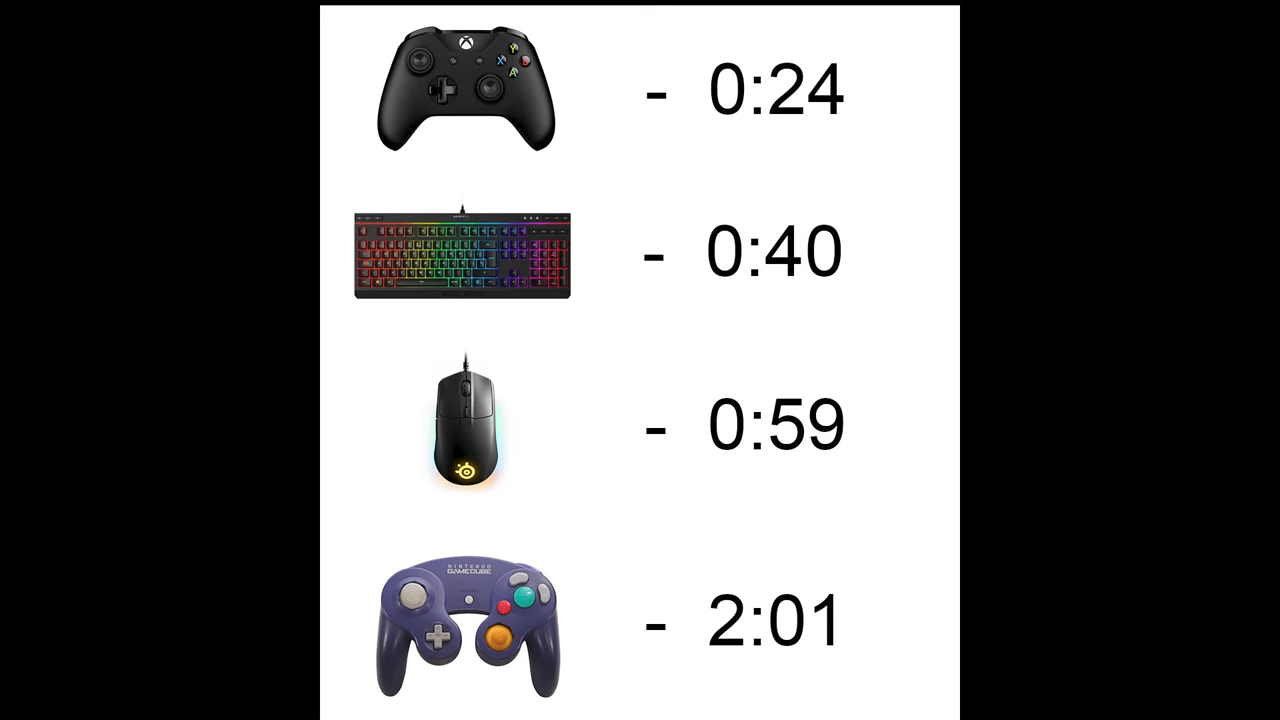 Y
X
B
A
- 0:24
- 0:40
- 0:59
NINTENDO
GAMECUBE
- 2:01